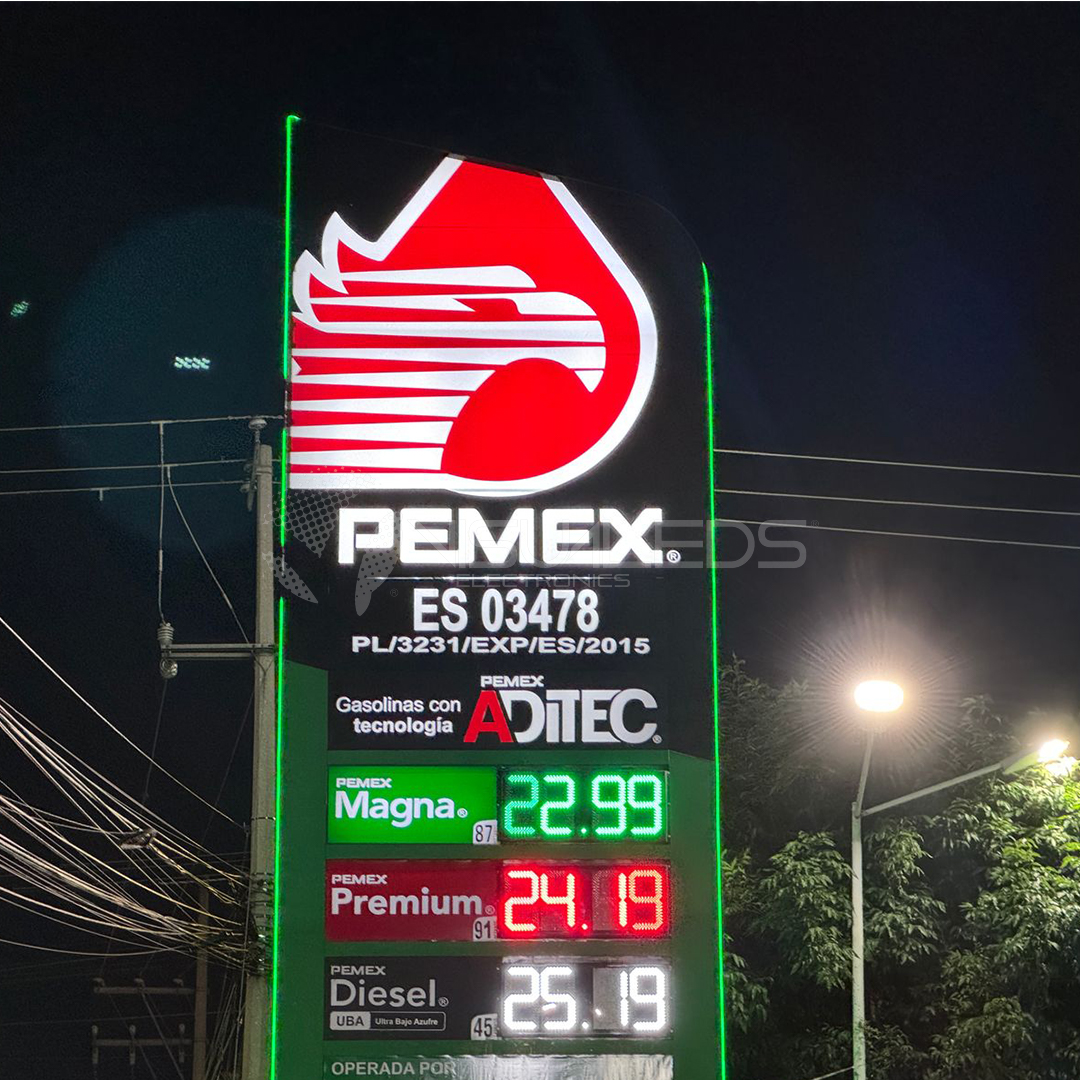 PEMEX®
ELECTRONICS
ES 03478
PL/3231/EXP/ES/2015
Gasolinas con
tecnología
PEMEX
ADITEC®
PEMEX
Magna®
87
22.99
PEMEX
Premium®
91
24.19
PEMEX
Diesel®
UBA Ultra Bajo Azufre
45
25.19
OPERADA POR